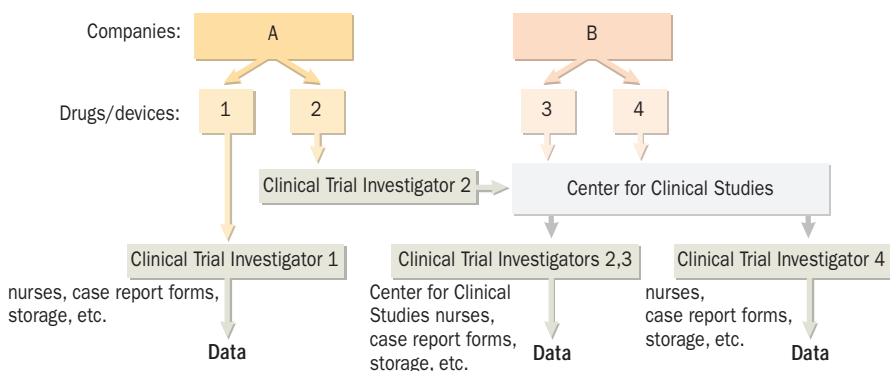 Companies:
A
B
Drugs/devices:
1
2
3
4
Clinical Trial Investigator 2
Center for Clinical Studies
Clinical Trial Investigator 1
Clinical Trial Investigators 2,3
Clinical Trial Investigator 4
nurses, case report forms,
storage, etc.
Data
Center for Clinical
Studies nurses,
case report forms,
storage, etc.
Data
nurses,
case report forms,
storage, etc.
Data